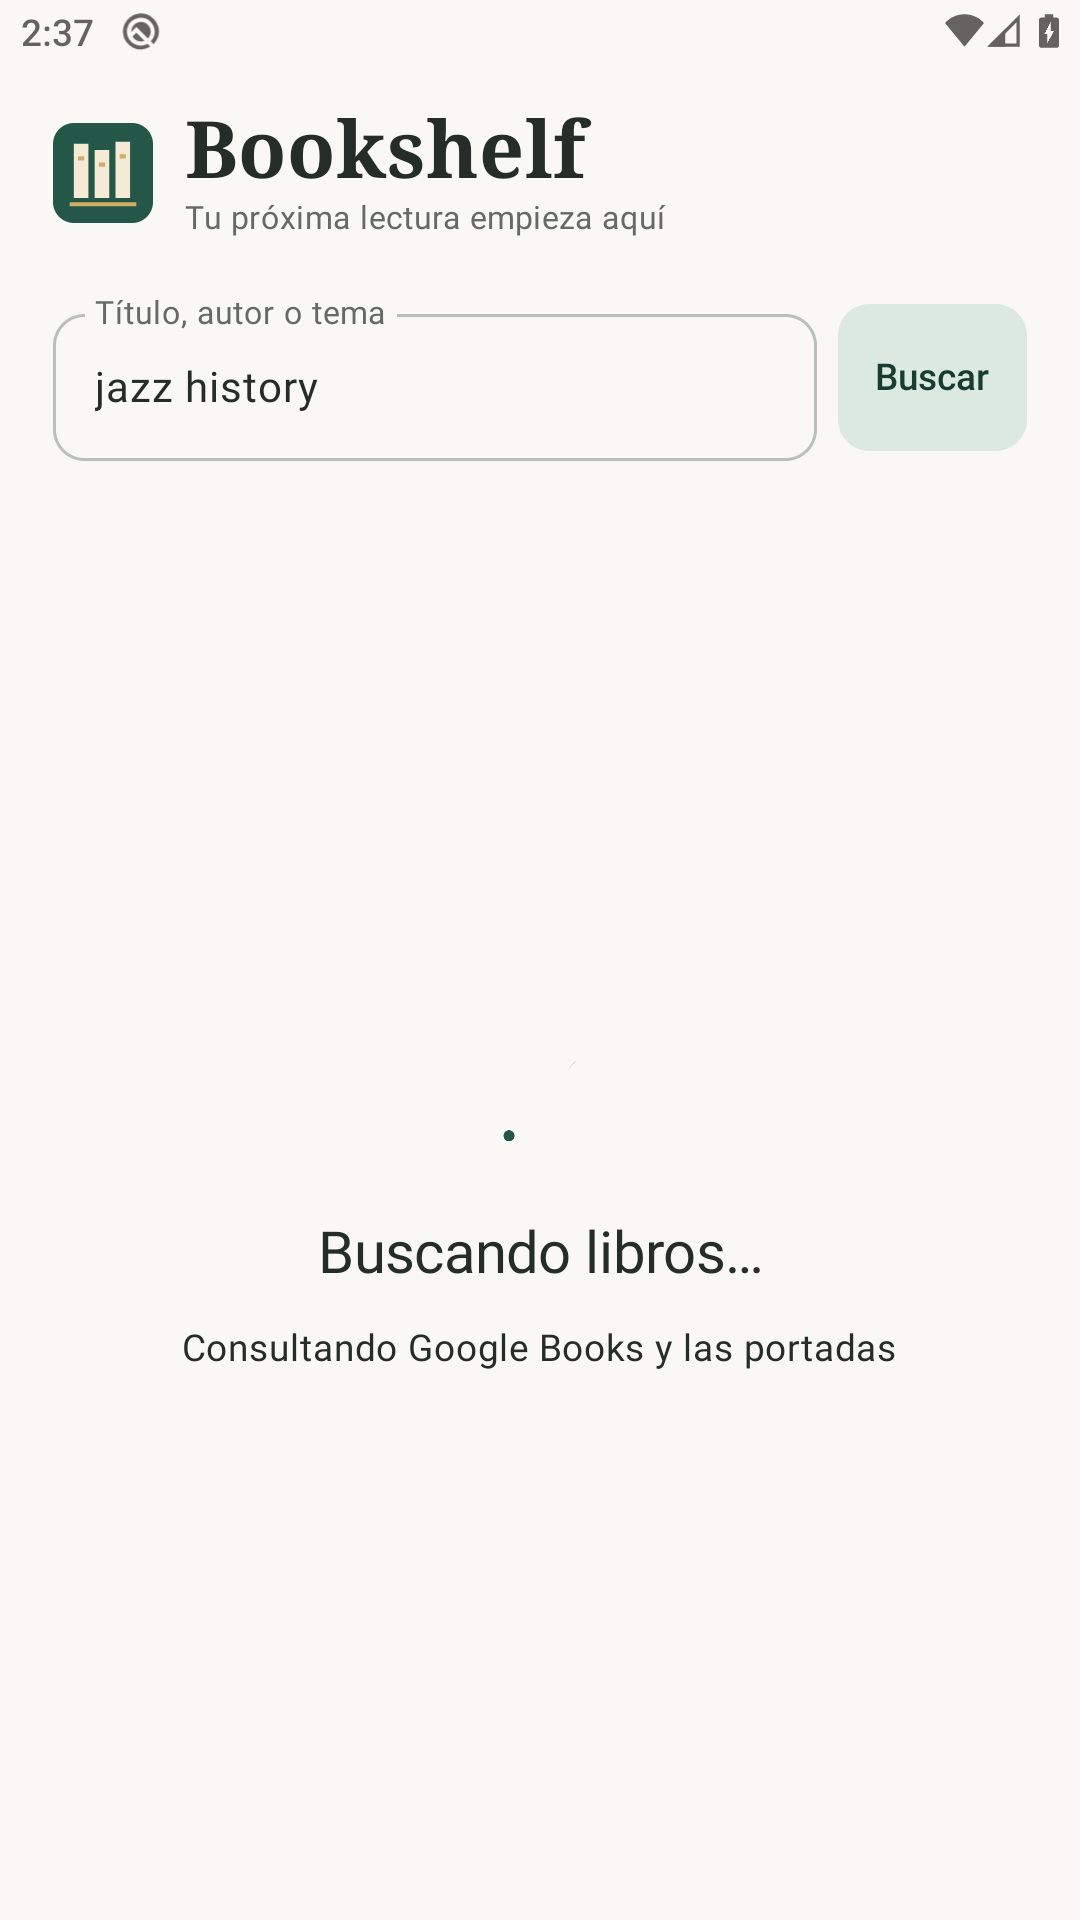 2:37
Bookshelf
Tu próxima lectura empieza aquí
Título, autor o tema
jazz history
Buscar
Buscando libros…
Consultando Google Books y las portadas